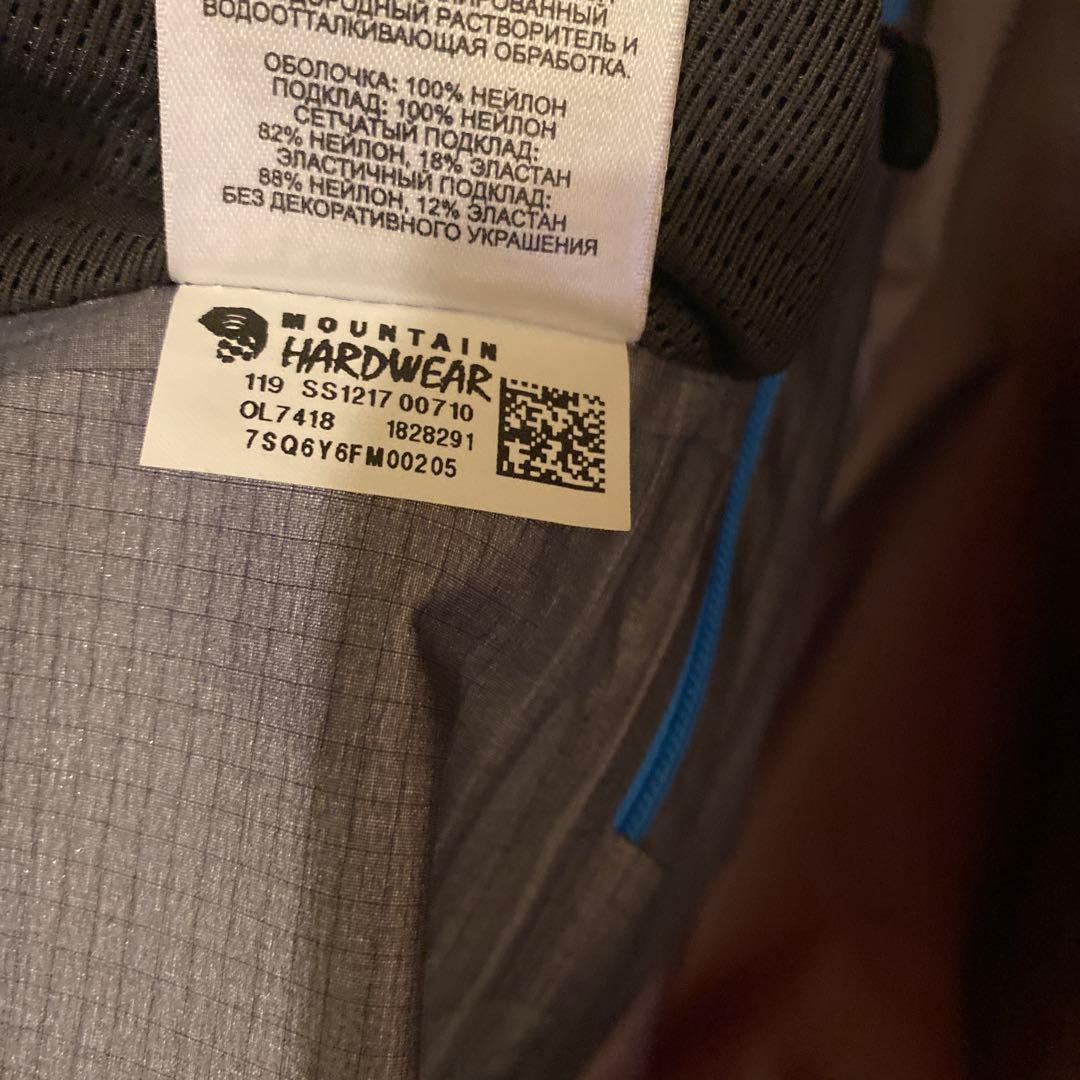 ВОДООТТАЛКИВАЮЩАЯ ОБРАБОТКА.
ОБОЛОЧКА: 100% НЕЙЛОН
ПОДКЛАД: 100% НЕЙЛОН
СЕТЧАТЫЙ ПОДКЛАД:
82% НЕЙЛОН, 18% ЭЛАСТАН
ЭЛАСТИЧНЫЙ ПОДКЛАД:
88% НЕЙЛОН, 12% ЭЛАСТАН
БЕЗ ДЕКОРАТИВНОГО УКРАШЕНИЯ
MOUNTAIN
HARDWEAR
119 SS1217 00710
OL7418 1828291
7SQ6Y6FM00205